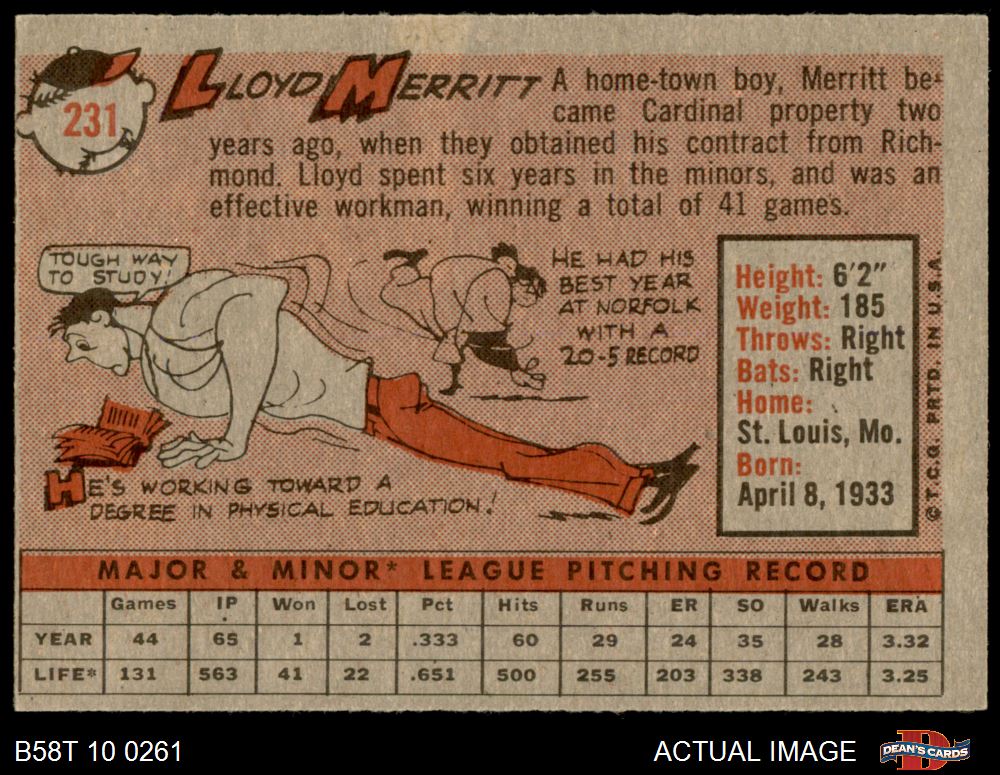 231
LLOYD MERRITT
A home-town boy, Merritt be-
came Cardinal property two
years ago, when they obtained his contract from Rich-
mond. Lloyd spent six years in the minors, and was an
effective workman, winning a total of 41 games.
TOUGH WAY
TO STUDY!
HE HAD HIS
BEST YEAR
AT NORFOLK
WITH A
20-5 RECORD
HE'S WORKING TOWARD A
DEGREE IN PHYSICAL EDUCATION!
Height: 6'2"
Weight: 185
Throws: Right
Bats: Right
Home:
St. Louis, Mo.
Born:
April 8, 1933
©T.C.G. PRTD. IN U.S.A.
MAJOR & MINOR* LEAGUE PITCHING RECORD
Games IP Won Lost Pct Hits Runs ER SO Walks ERA
YEAR 44 65 1 2 .333 60 29 24 35 28 3.32
LIFE* 131 563 41 22 .651 500 255 203 338 243 3.25
B58T 10 0261
ACTUAL IMAGE
DEAN'S CARDS